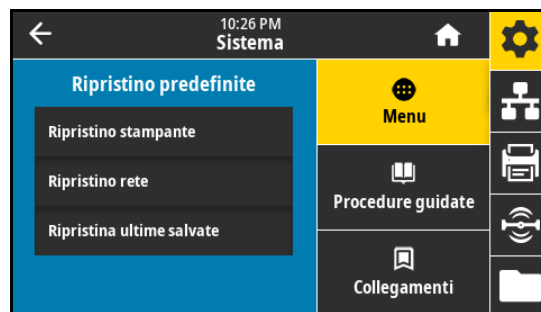 10:26 PM
Sistema
Ripristino predefinite
Ripristino stampante
Ripristino rete
Ripristina ultime salvate
Menu
Procedure guidate
Collegamenti